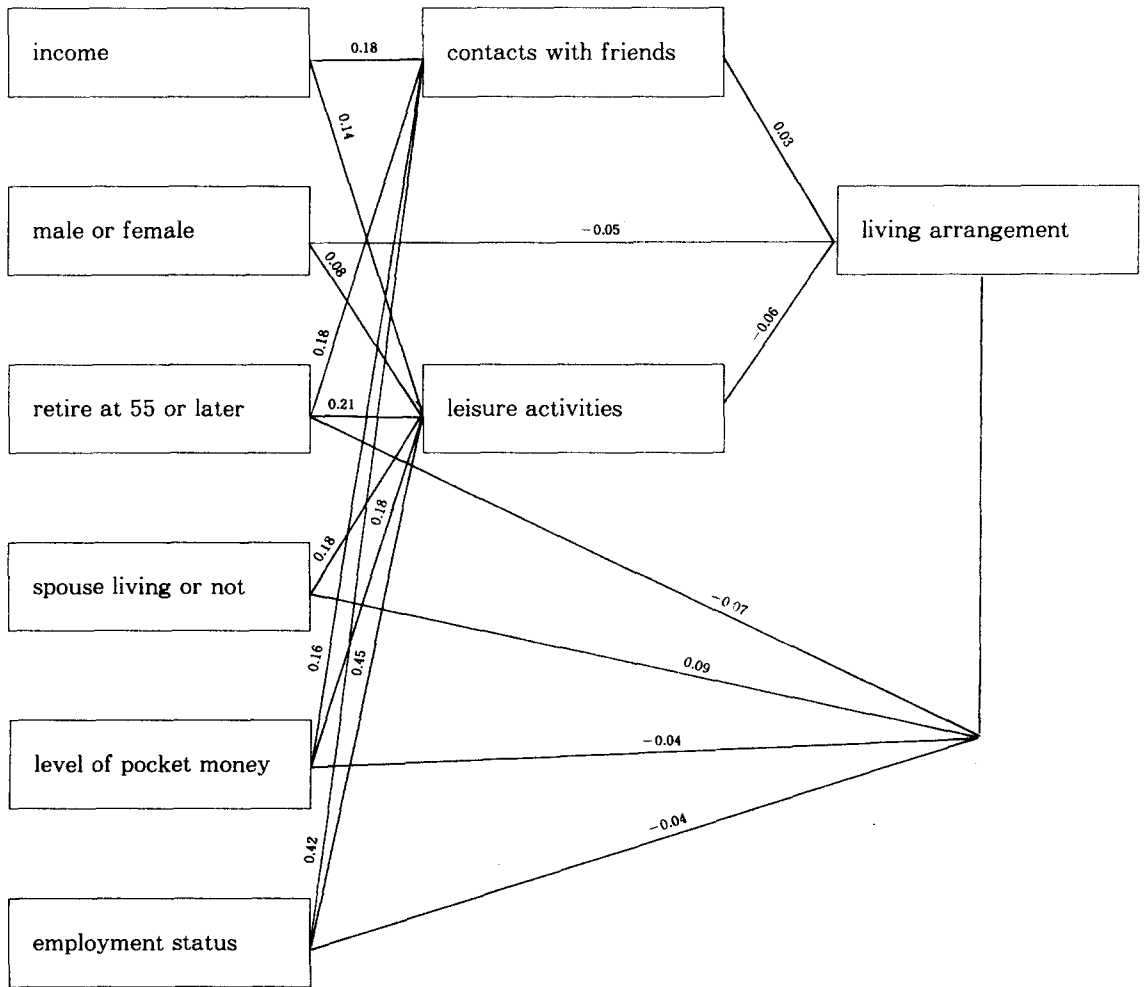 income
0.18
contacts with friends
0.14
0.03
male or female
-0.05
living arrangement
0.08
-0.06
0.18
retire at 55 or later
0.21
leisure activities
0.18
0.18
spouse living or not
-0.07
0.16
0.45
0.09
level of pocket money
-0.04
0.42
-0.04
employment status